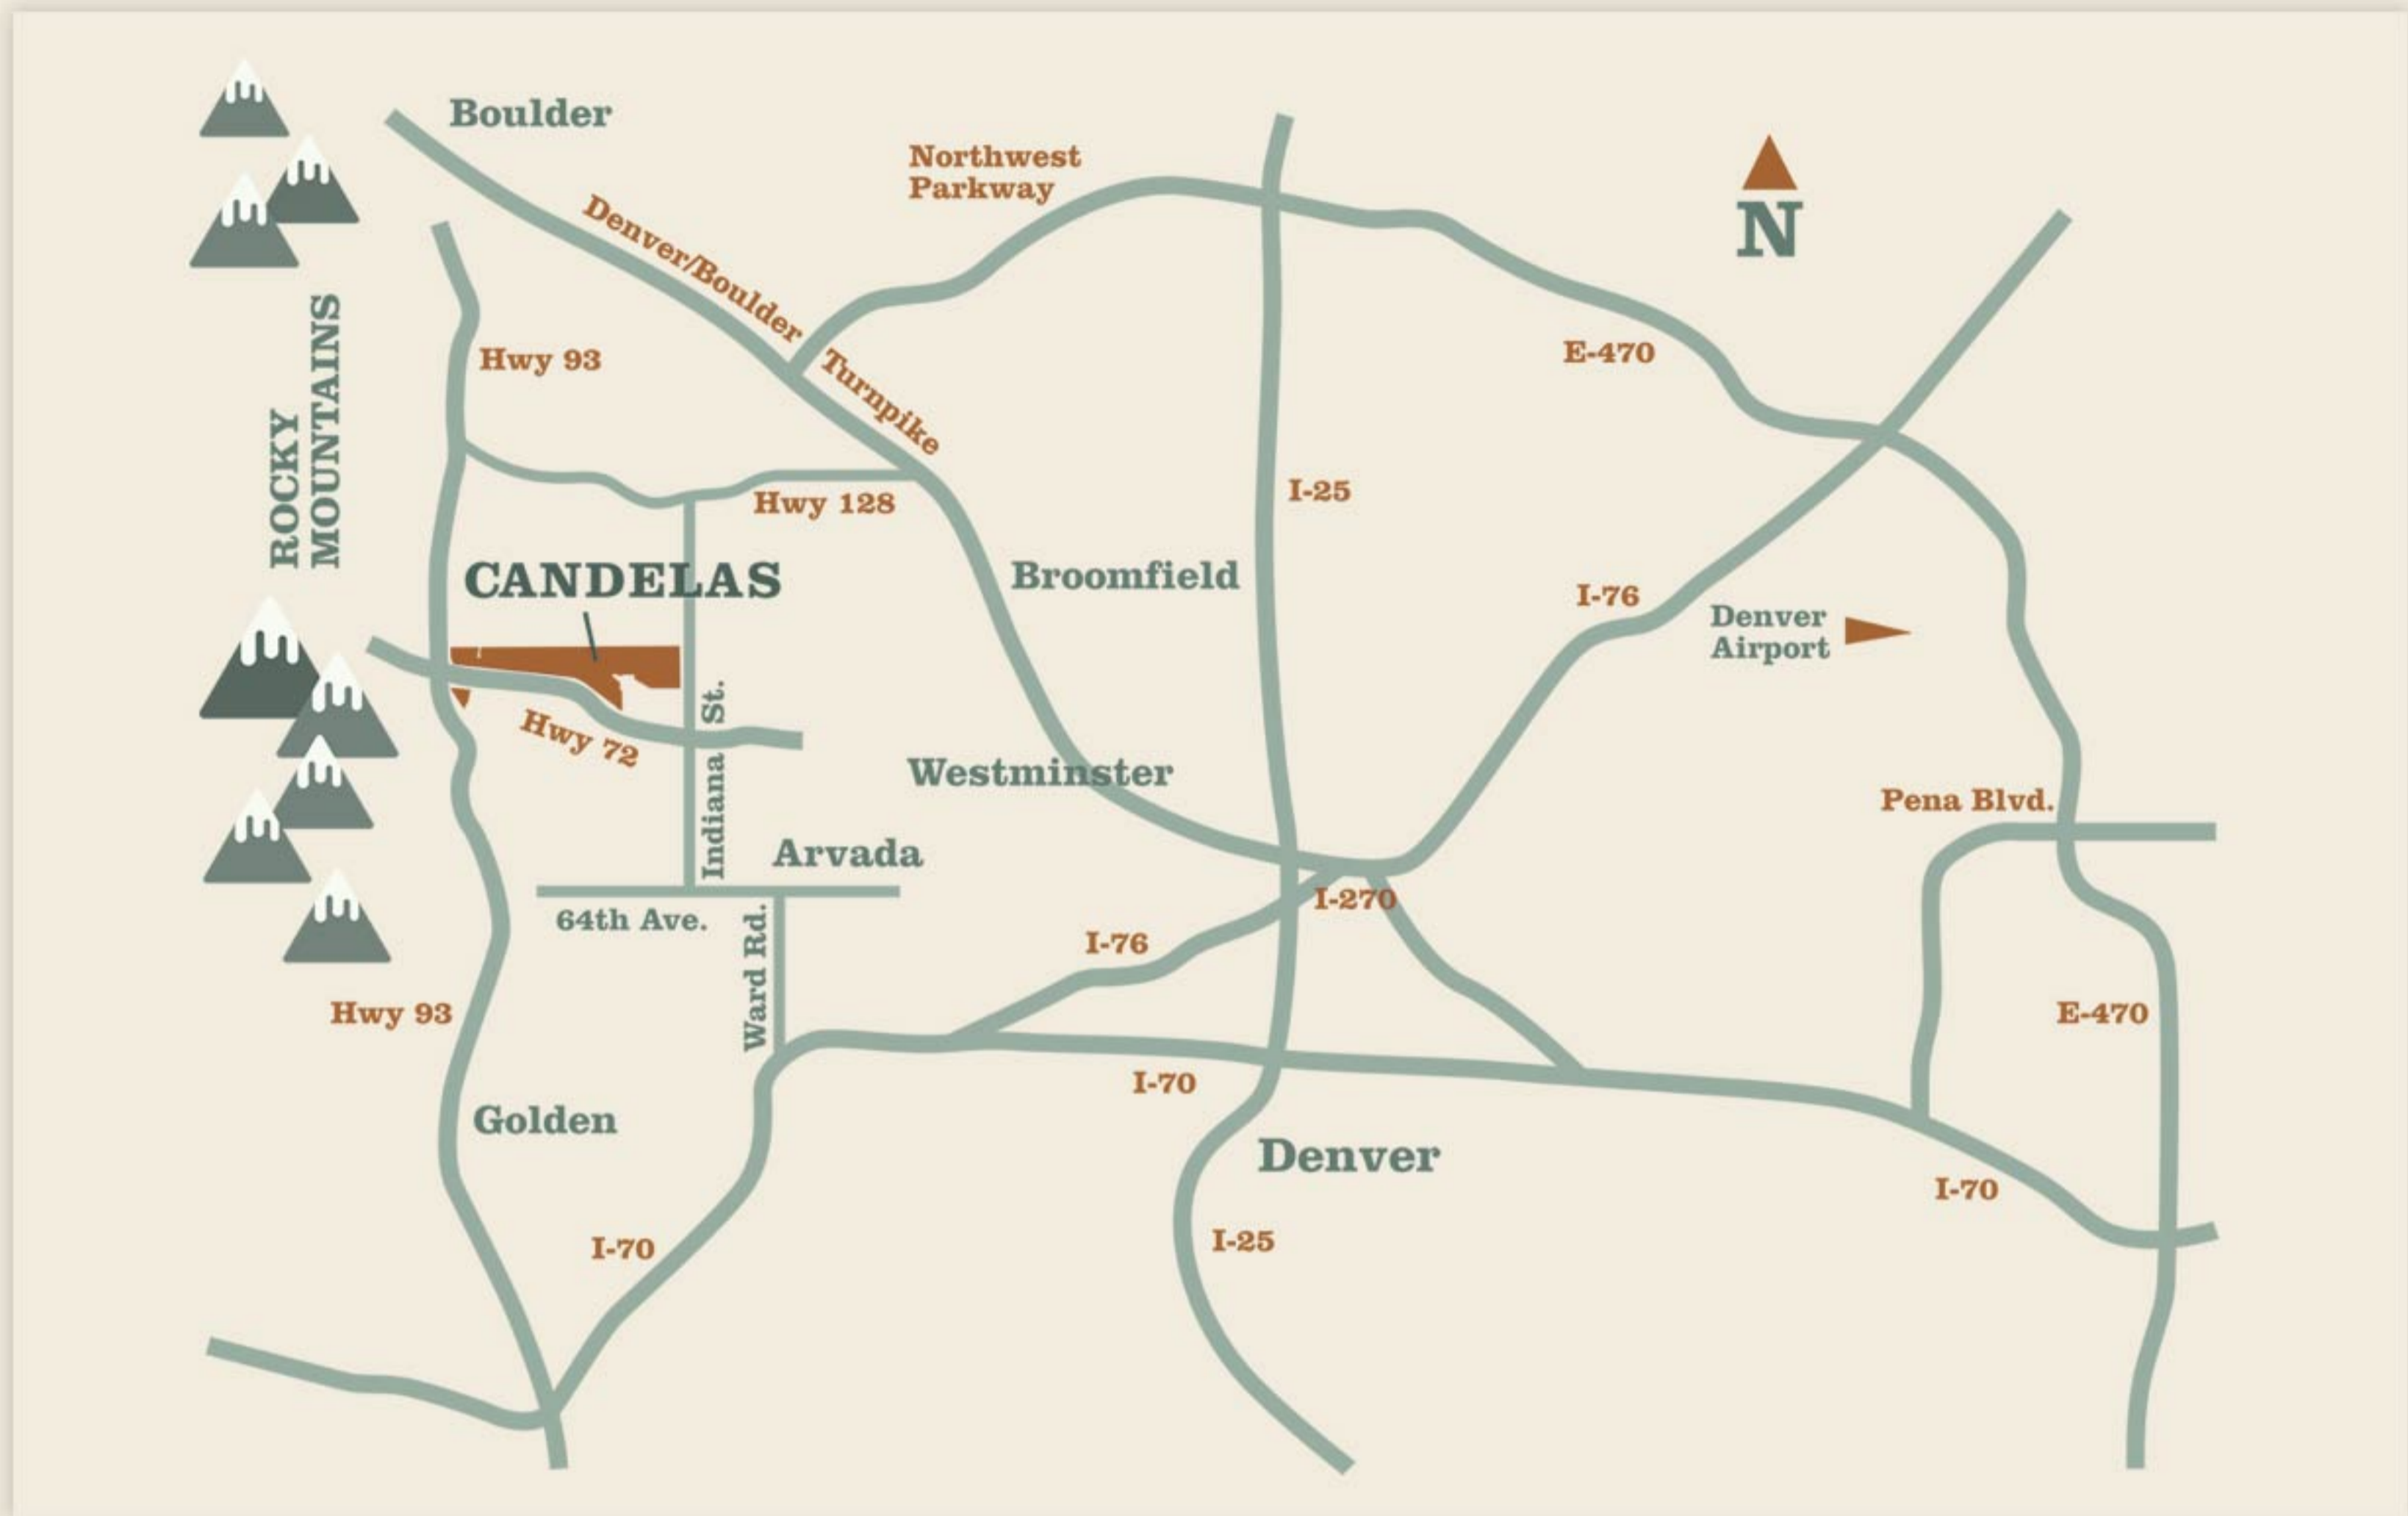 Boulder
Northwest
Parkway
N
Denver/Boulder Turnpike
Hwy 93
E-470
ROCKY
MOUNTAINS
Hwy 128
I-25
CANDELAS
Broomfield
I-76
Denver
Airport
Hwy 72
Indiana St.
Westminster
Pena Blvd.
Arvada
64th Ave.
I-270
Ward Rd.
I-76
Hwy 93
E-470
I-70
Golden
Denver
I-70
I-25
I-70